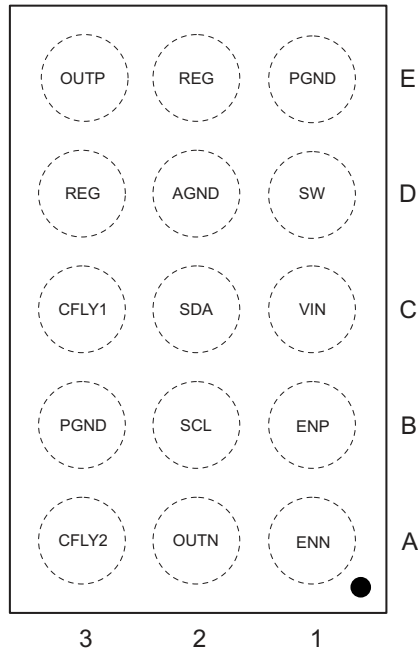 OUTP REG PGND E
REG AGND SW D
CFLY1 SDA VIN C
PGND SCL ENP B
CFLY2 OUTN ENN A
3 2 1